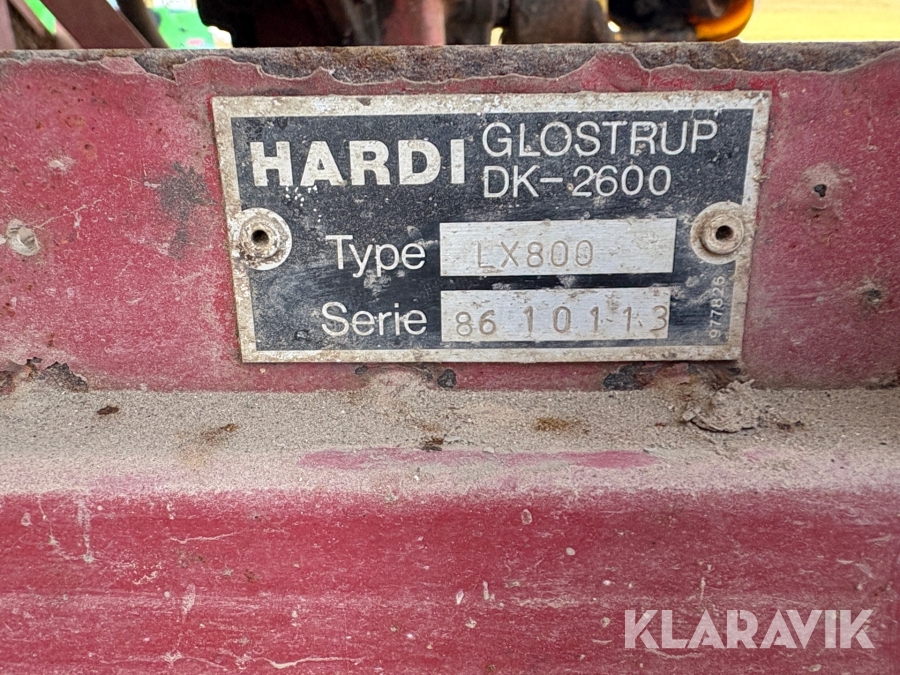 HARDI GLOSTRUP
DK-2600
Type LX800
Serie 86 10113
977826
KLARAVIK